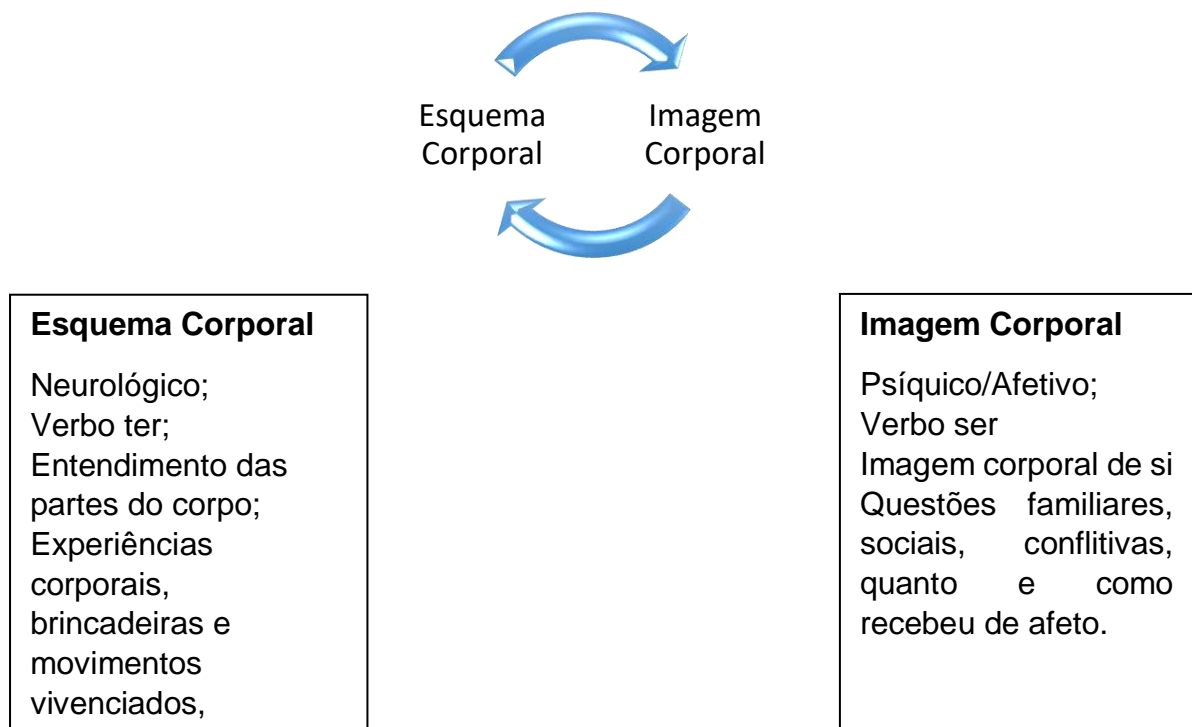 Esquema
Corporal
Imagem
Corporal
Esquema Corporal
Neurológico;
Verbo ter;
Entendimento das
partes do corpo;
Experiências
corporais,
brincadeiras e
movimentos
vivenciados,
Imagem Corporal
Psíquico/Afetivo;
Verbo ser
Imagem corporal de si
Questões familiares,
sociais, conflitivas,
quanto e como
recebeu de afeto.